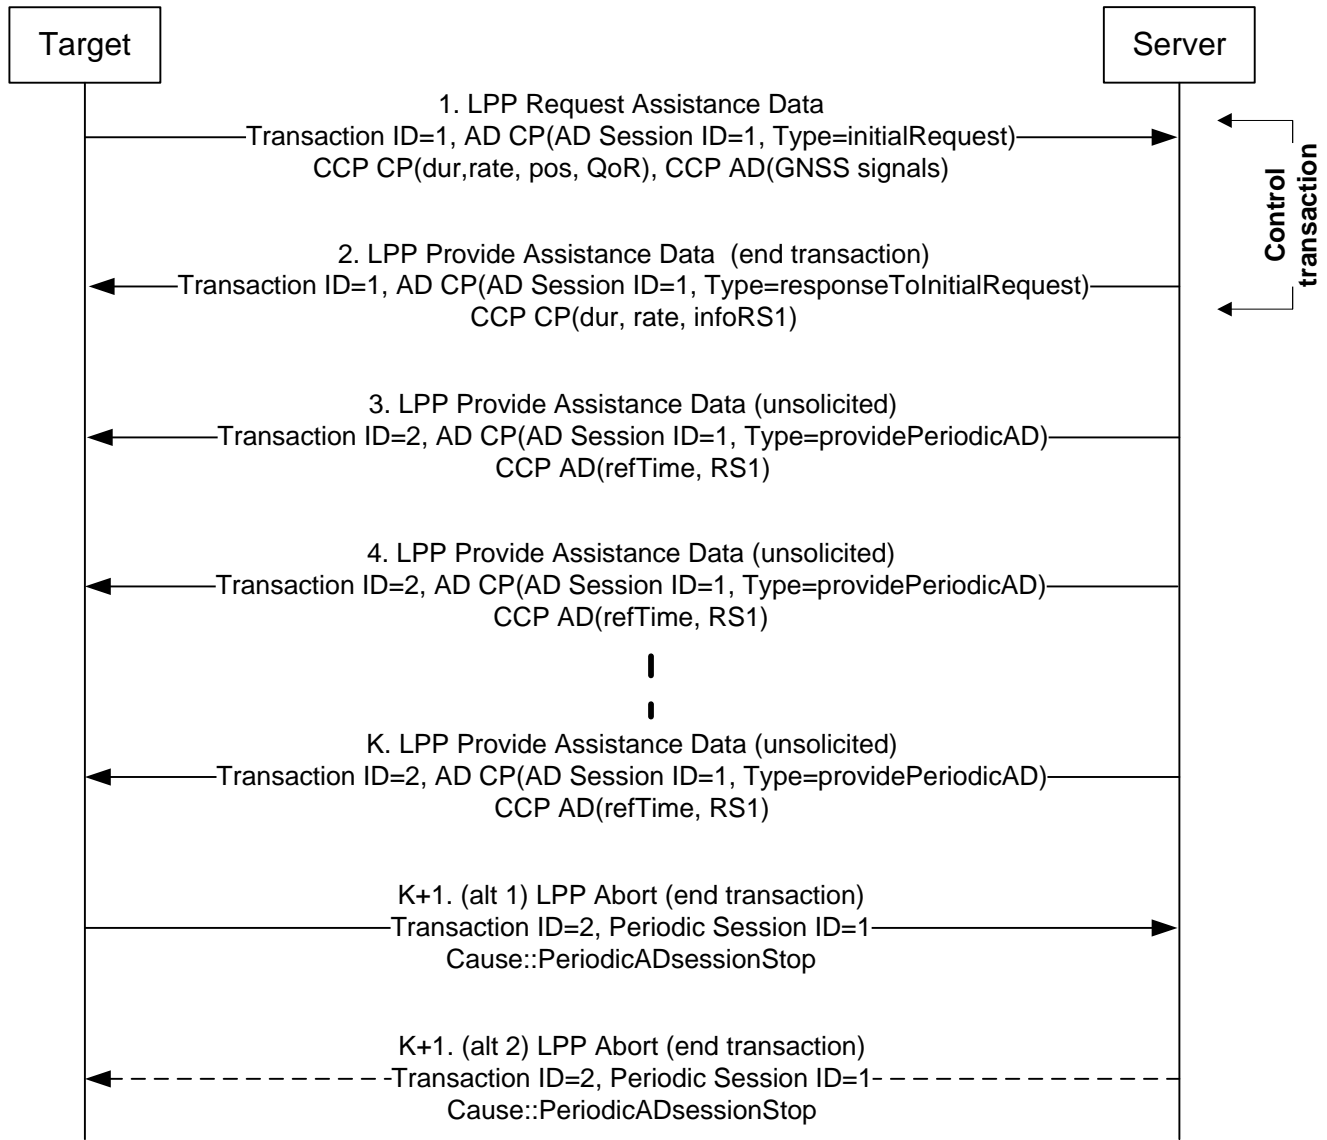 Target
Server
1. LPP Request Assistance Data
Transaction ID=1, AD CP(AD Session ID=1, Type=initialRequest)
CCP CP(dur,rate, pos, QoR), CCP AD(GNSS signals)
Control
transaction
2. LPP Provide Assistance Data  (end transaction)
Transaction ID=1, AD CP(AD Session ID=1, Type=responseToInitialRequest)
CCP CP(dur, rate, infoRS1)
3. LPP Provide Assistance Data (unsolicited)
Transaction ID=2, AD CP(AD Session ID=1, Type=providePeriodicAD)
CCP AD(refTime, RS1)
4. LPP Provide Assistance Data (unsolicited)
Transaction ID=2, AD CP(AD Session ID=1, Type=providePeriodicAD)
CCP AD(refTime, RS1)
K. LPP Provide Assistance Data (unsolicited)
Transaction ID=2, AD CP(AD Session ID=1, Type=providePeriodicAD)
CCP AD(refTime, RS1)
K+1. (alt 1) LPP Abort (end transaction)
Transaction ID=2, Periodic Session ID=1
Cause::PeriodicADsessionStop
K+1. (alt 2) LPP Abort (end transaction)
Transaction ID=2, Periodic Session ID=1
Cause::PeriodicADsessionStop